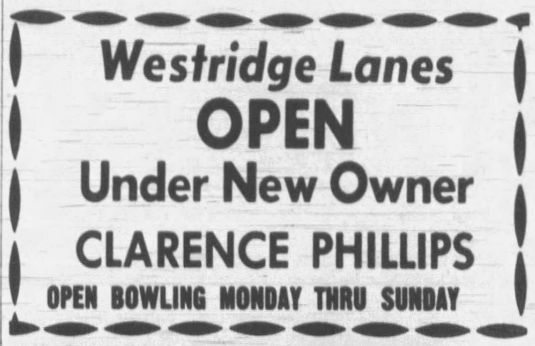 Westridge Lanes
OPEN
Under New Owner
CLARENCE PHILLIPS
OPEN BOWLING MONDAY THRU SUNDAY